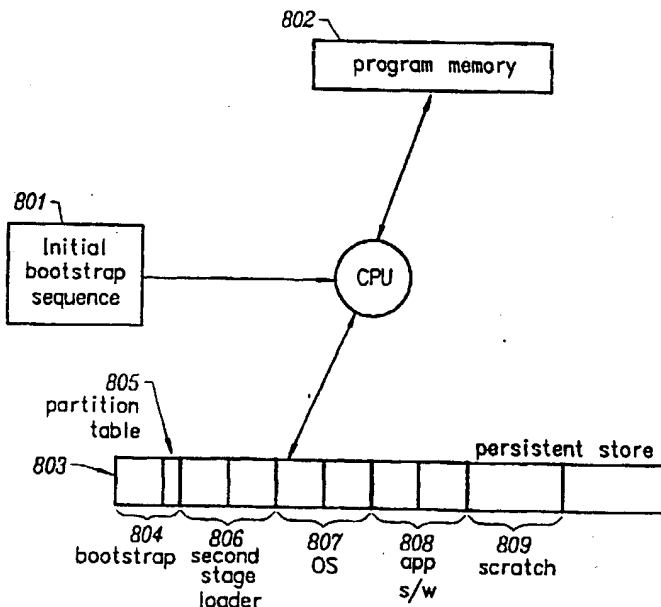 802
program memory
801
Initial
bootstrap
sequence
CPU
805
partition
table
803
persistent store
804
bootstrap
806
second
stage
loader
807
OS
808
app
s/w
809
scratch